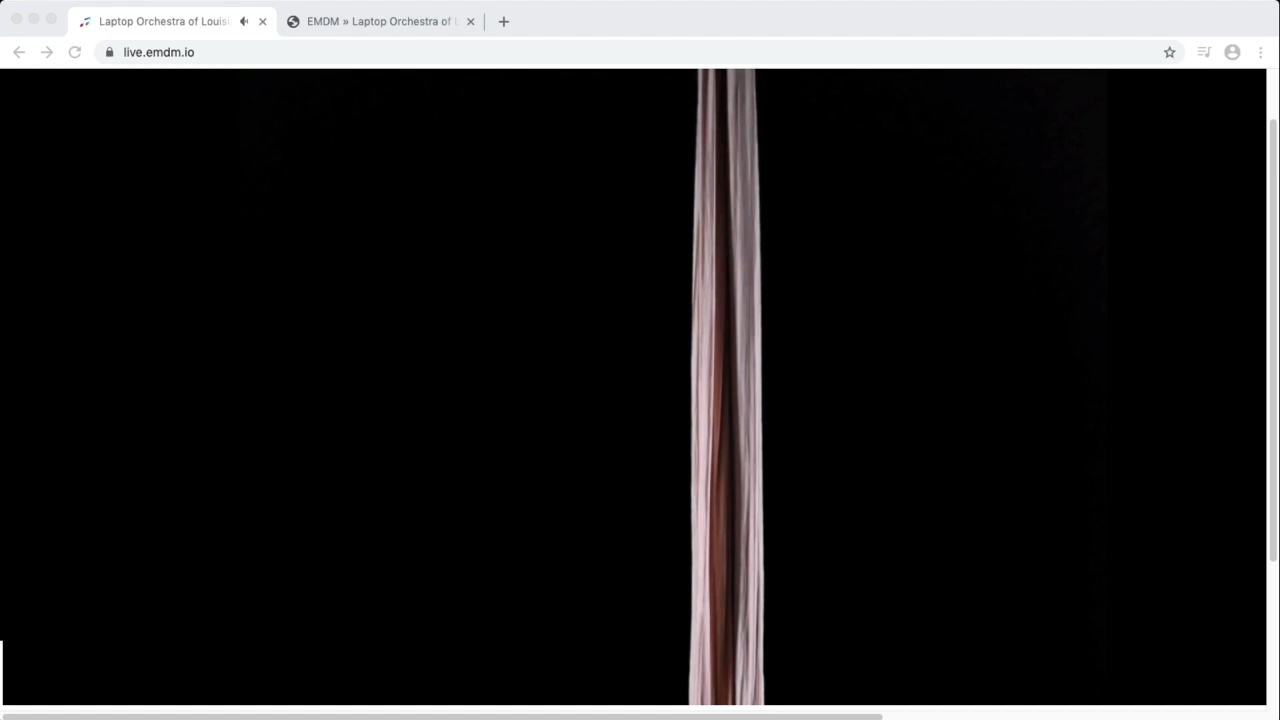 Laptop Orchestra of Louisi
EMDM » Laptop Orchestra of L
live.emdm.io